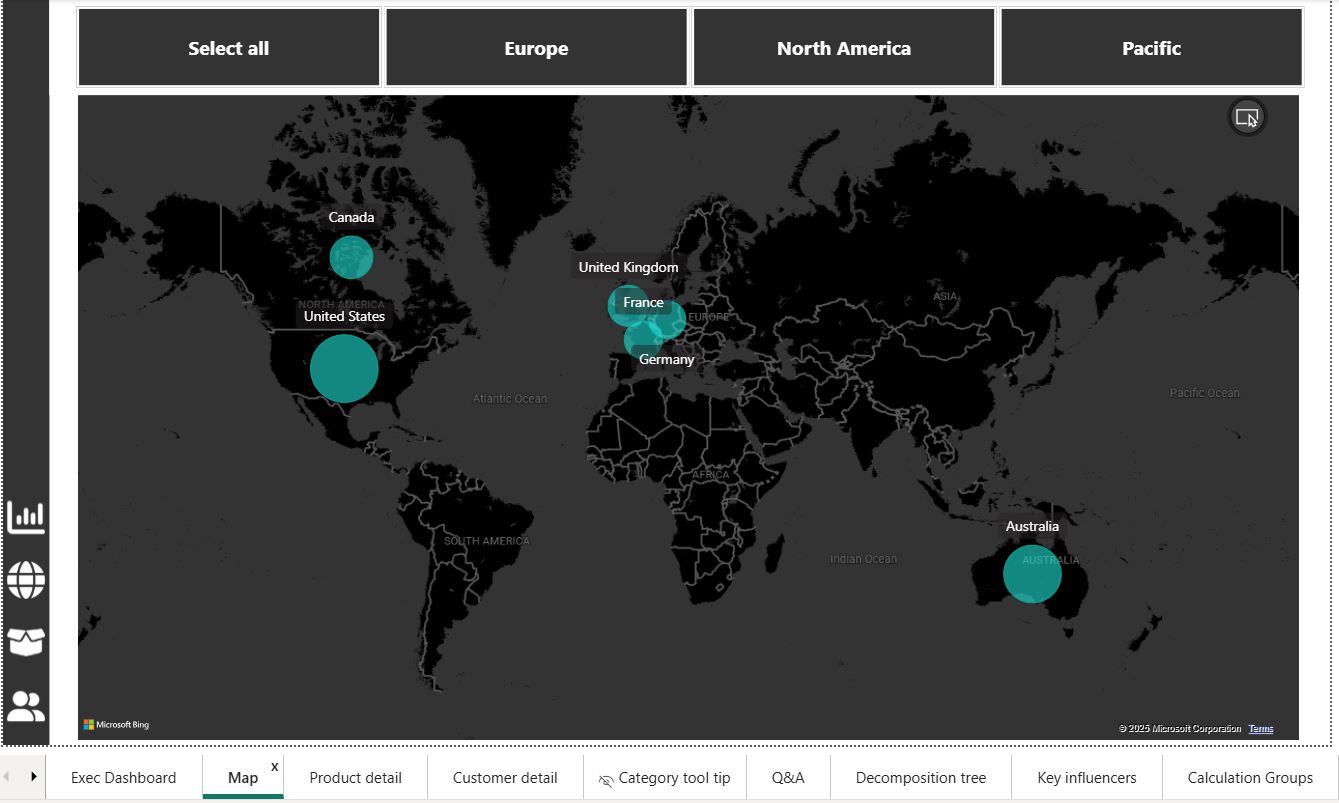 Select all
Europe
North America
Pacific
Canada
NORTH AMERICA
United States
United Kingdom
France
EUROPE
Germany
ASIA
Atlantic Ocean
Pacific Ocean
AFRICA
SOUTH AMERICA
Australia
AUSTRALIA
Indian Ocean
Microsoft Bing
© 2025 Microsoft Corporation Terms
Exec Dashboard
Map
x
Product detail
Customer detail
Category tool tip
Q&A
Decomposition tree
Key influencers
Calculation Groups